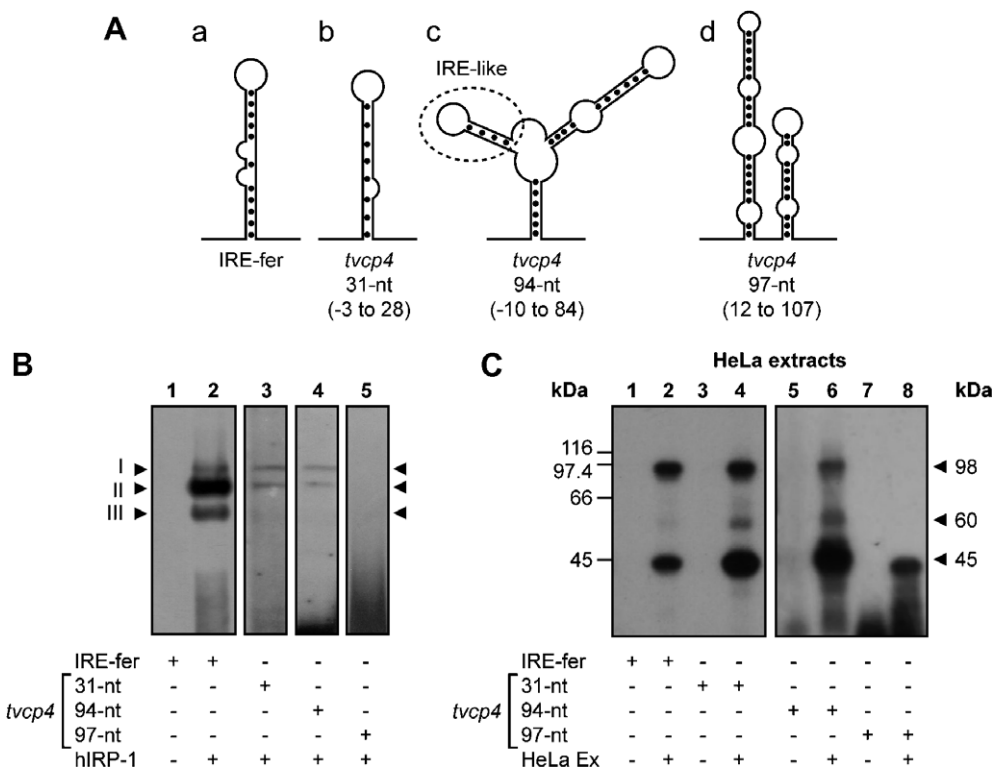 A
a
b
c
d
IRE-like
IRE-fer
tvcp4
31-nt
(-3 to 28)
tvcp4
94-nt
(-10 to 84)
tvcp4
97-nt
(12 to 107)
B
1 2 3 4 5
I
II
III
IRE-fer + + - - -
tvcp4
31-nt - - + - -
94-nt - - - + -
97-nt - - - - +
hIRP-1 - + + + +
C
HeLa extracts
kDa 1 2 3 4 5 6 7 8 kDa
116
97.4
66
45
98
60
45
IRE-fer + + - - - - - -
tvcp4
31-nt - - + + - - - -
94-nt - - - - + + - -
97-nt - - - - - - + +
HeLa Ex - + - + - + - +